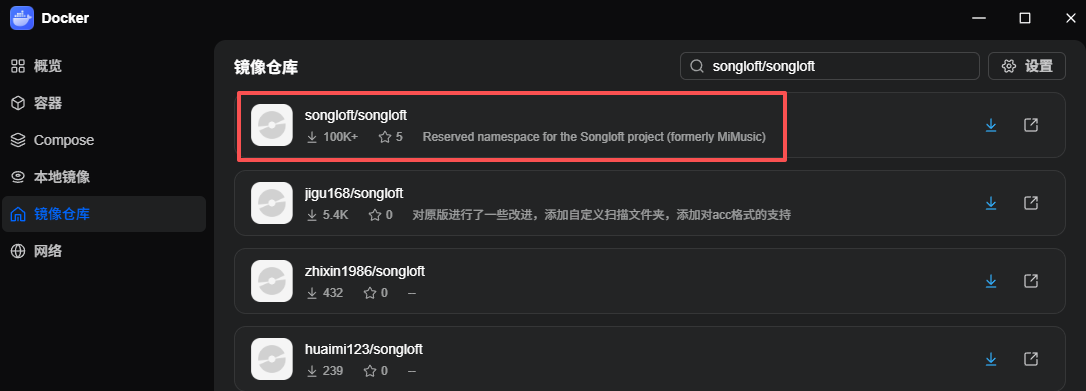 Docker
概览
容器
Compose
本地镜像
镜像仓库
网络
镜像仓库
songloft/songloft
设置
songloft/songloft
100K+ 5 Reserved namespace for the Songloft project (formerly MiMusic)
jigu168/songloft
5.4K 0 对原版进行了一些改进，添加自定义扫描文件夹，添加对acc格式的支持
zhixin1986/songloft
432 0 --
huaimi123/songloft
239 0 --